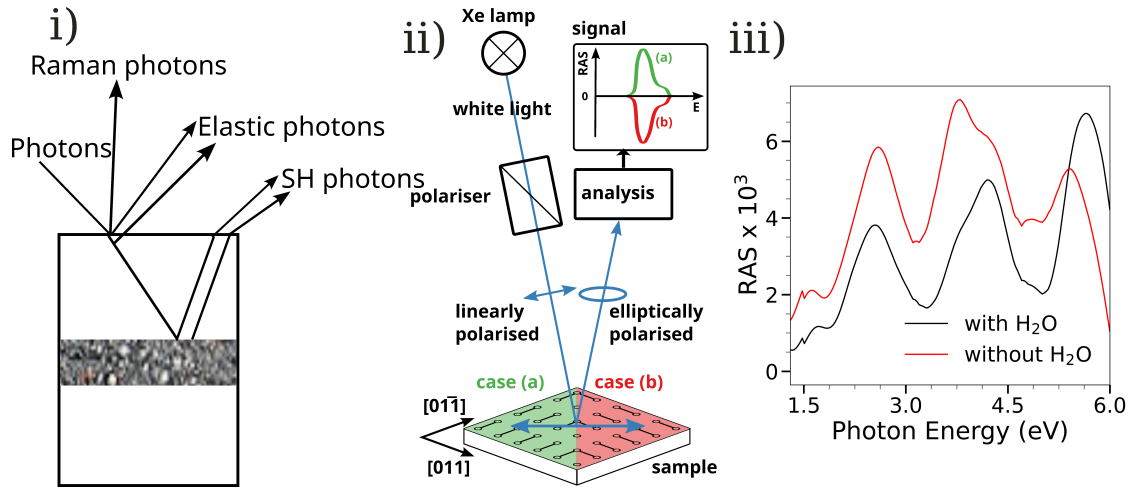 i)
Raman photons
Photons
Elastic photons
SH photons
ii)
Xe lamp
white light
polariser
signal
RAS
0
(a)
(b)
E
analysis
linearly
polarised
elliptically
polarised
case (a)
case (b)
[01̄1̄]
[011]
sample
iii)
RAS x 10³
6
4
2
0
with H₂O
without H₂O
1.5 3.0 4.5 6.0
Photon Energy (eV)